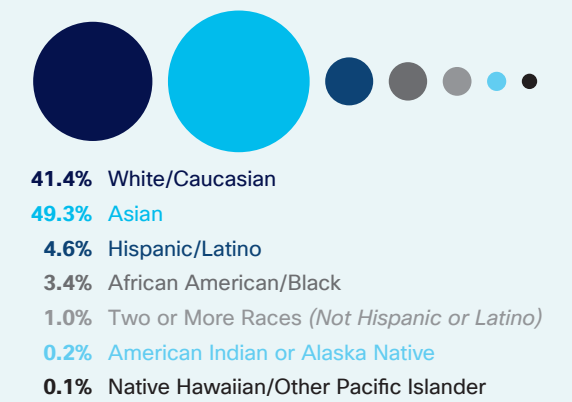 41.4% White/Caucasian
49.3% Asian
4.6% Hispanic/Latino
3.4% African American/Black
1.0% Two or More Races (Not Hispanic or Latino)
0.2% American Indian or Alaska Native
0.1% Native Hawaiian/Other Pacific Islander